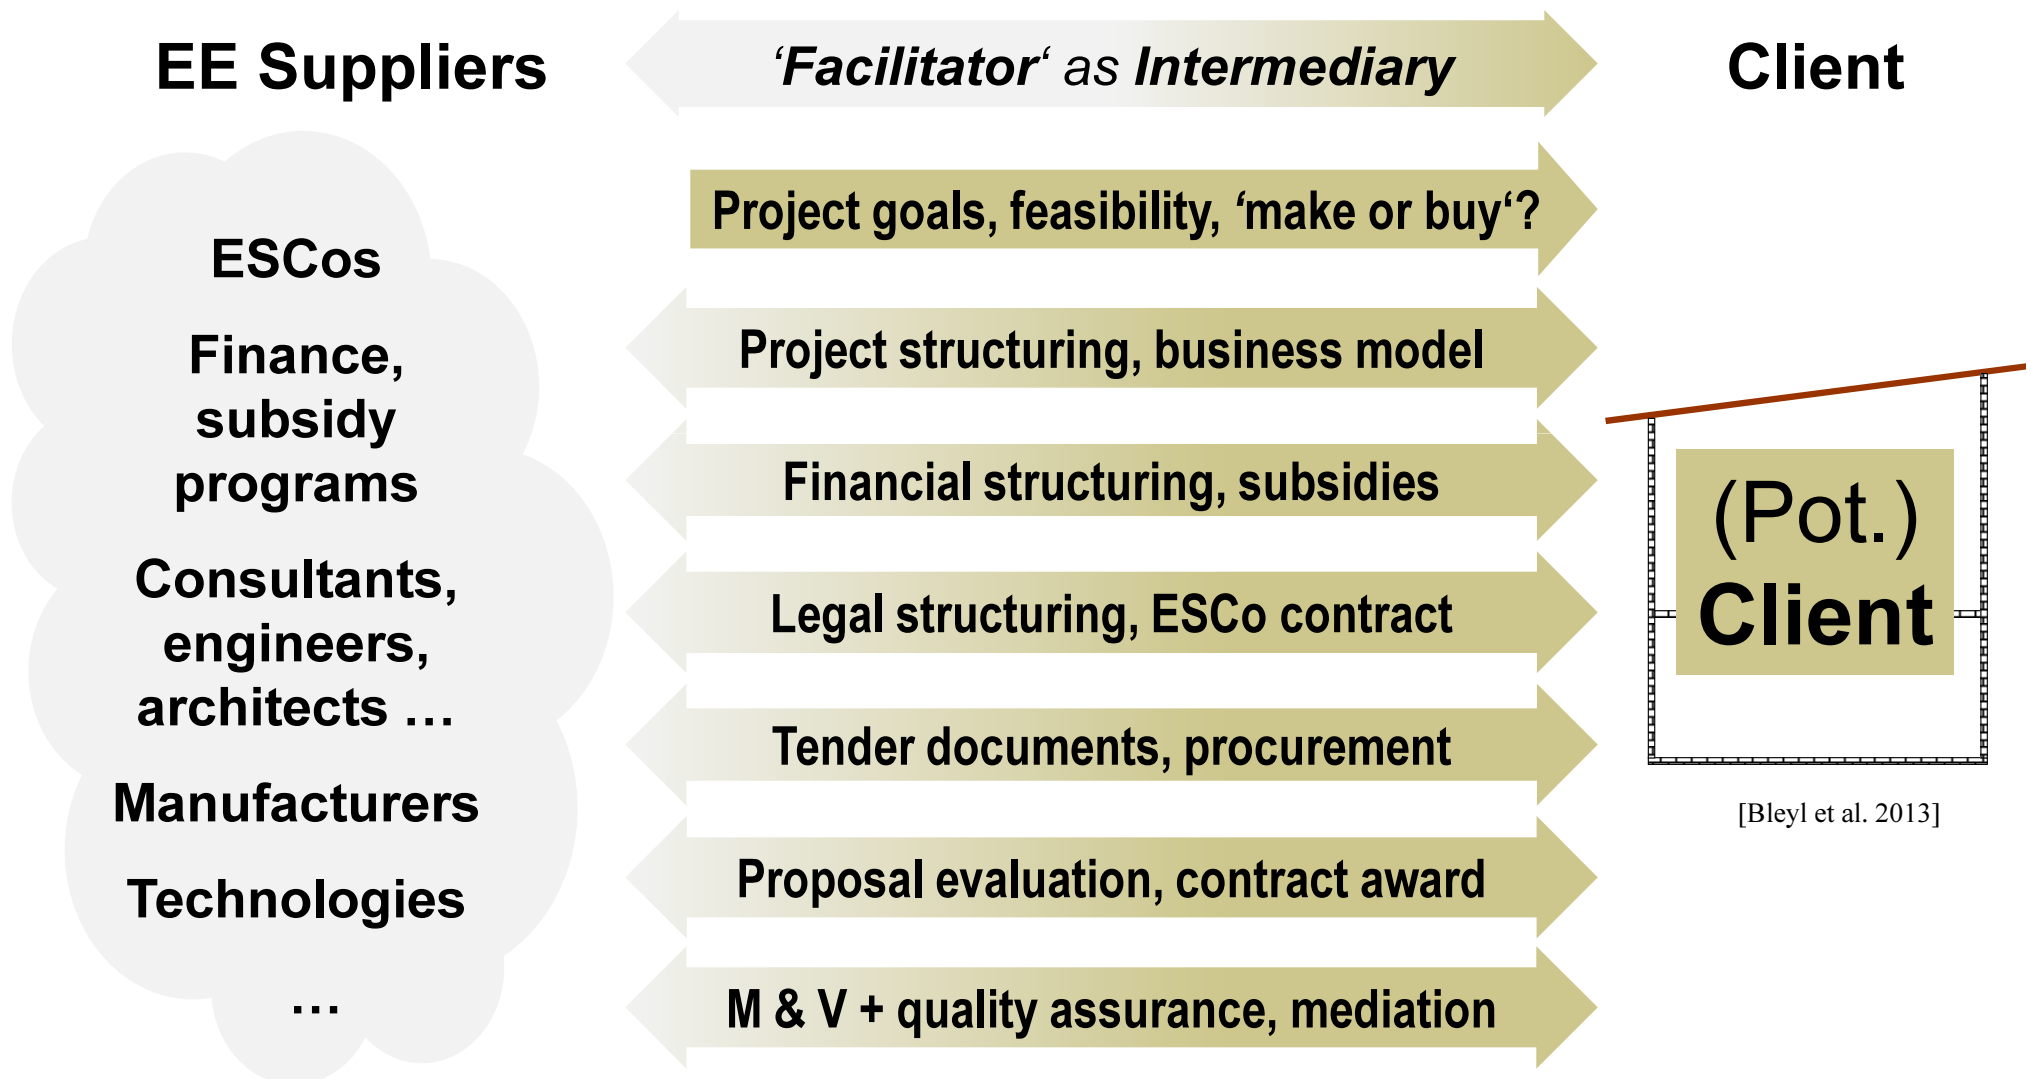 EE Suppliers
‘Facilitator‘ as Intermediary
Client
ESCos
Finance,
subsidy
programs
Consultants,
engineers,
architects …
Manufacturers
Technologies
…
Project goals, feasibility, ‘make or buy‘?
Project structuring, business model
Financial structuring, subsidies
Legal structuring, ESCo contract
Tender documents, procurement
Proposal evaluation, contract award
M & V + quality assurance, mediation
(Pot.)
Client
[Bleyl et al. 2013]